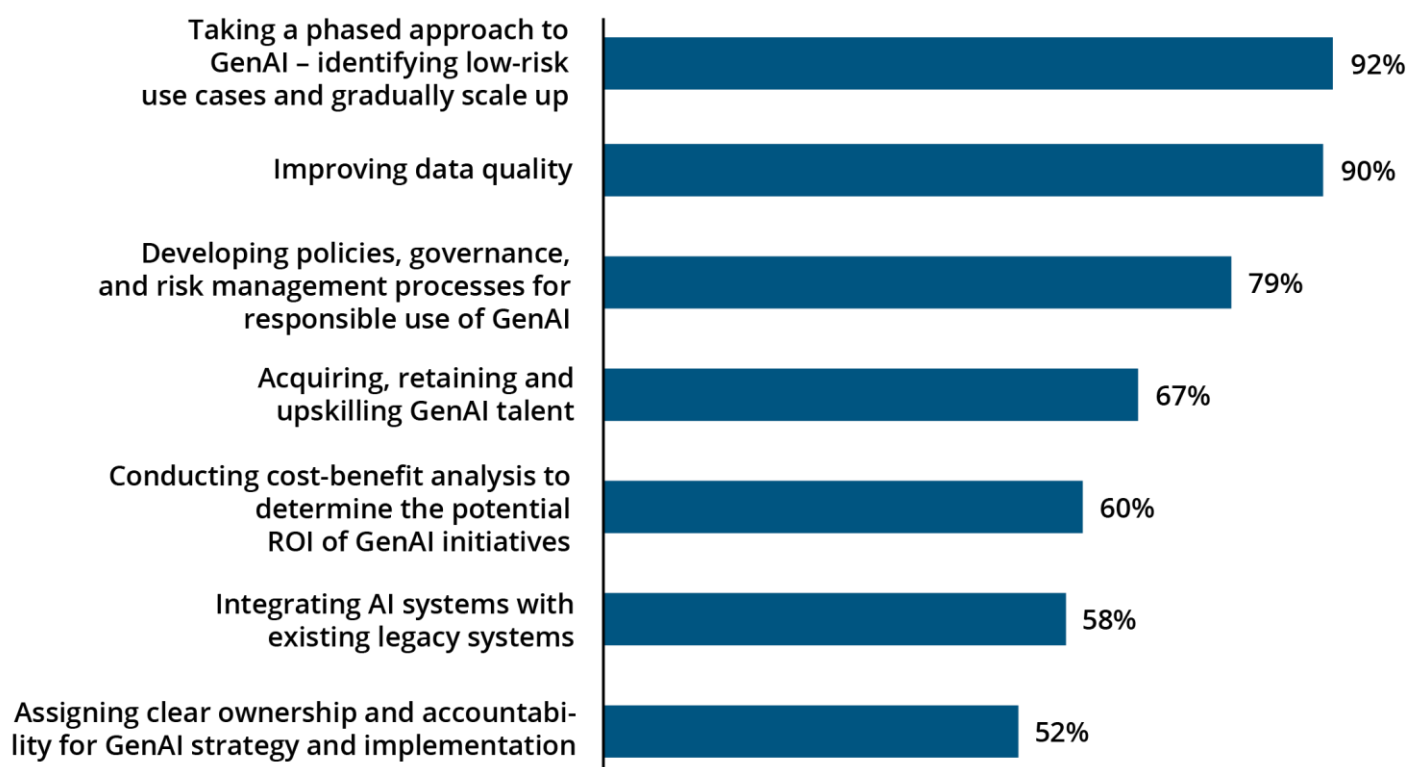 Taking a phased approach to
GenAI – identifying low-risk
use cases and gradually scale up
92%
Improving data quality
90%
Developing policies, governance,
and risk management processes for
responsible use of GenAI
79%
Acquiring, retaining and
upskilling GenAI talent
67%
Conducting cost-benefit analysis to
determine the potential
ROI of GenAI initiatives
60%
Integrating AI systems with
existing legacy systems
58%
Assigning clear ownership and accountabi-
lity for GenAI strategy and implementation
52%